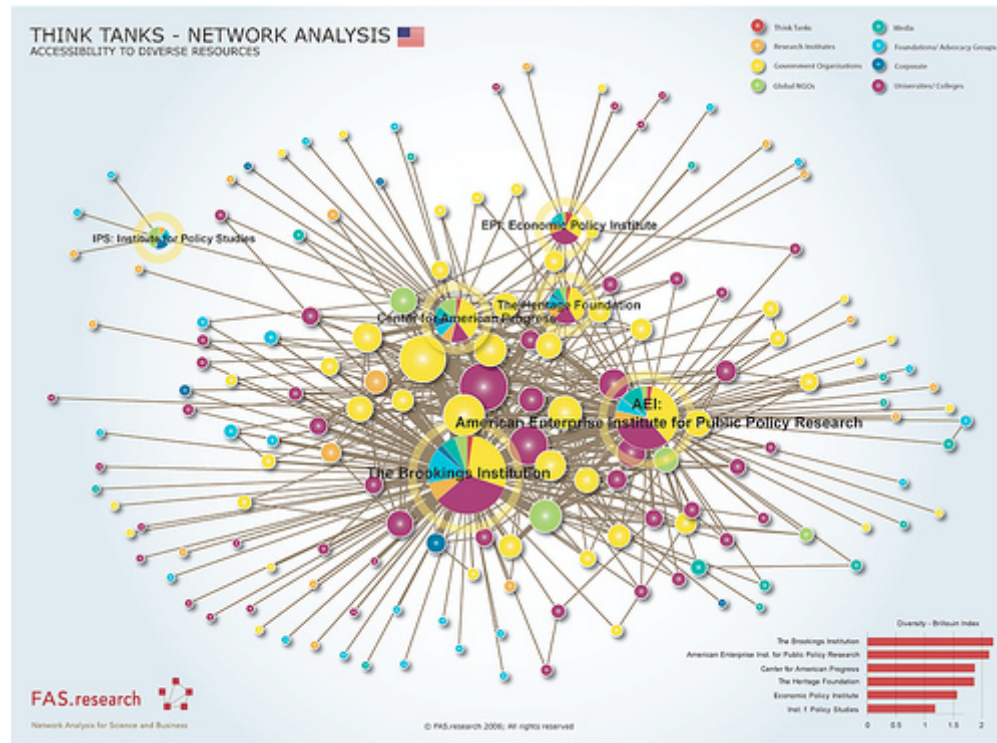 THINK TANKS - NETWORK ANALYSIS
ACCESSIBILITY TO DIVERSE RESOURCES
Think Tanks
Research Institutes
Government Organisations
Global NGOs
Media
Foundations/ Advocacy Groups
Corporate
Universities/ Colleges
IPS: Institute for Policy Studies
EPI: Economic Policy Institute
The Heritage Foundation
Center for American Progress
AEI:
American Enterprise Institute for Public Policy Research
The Brookings Institution
Diversity - Brillouin Index
The Brookings Institution
American Enterprise Inst. for Public Policy Research
Center for American Progress
The Heritage Foundation
Economic Policy Institute
Inst. f. Policy Studies
0 0.5 1 1.5 2
FAS.research
Network Analysis for Science and Business
© FAS.research 2006; All rights reserved